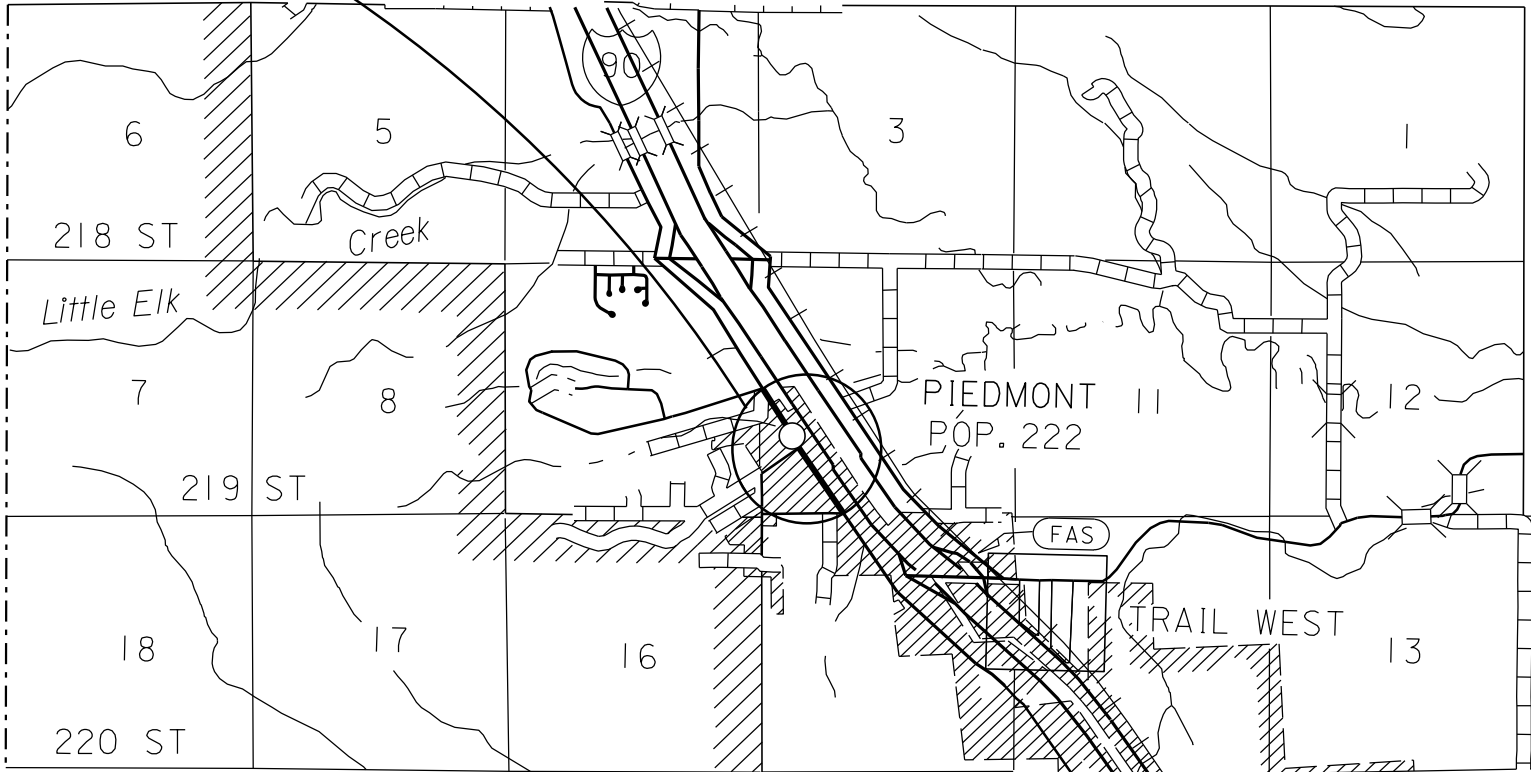 90
6
5
3
1
218 ST
Creek
Little Elk
7
8
PIEDMONT
POP. 222
11
12
219 ST
FAS
18
17
16
TRAIL WEST
13
220 ST